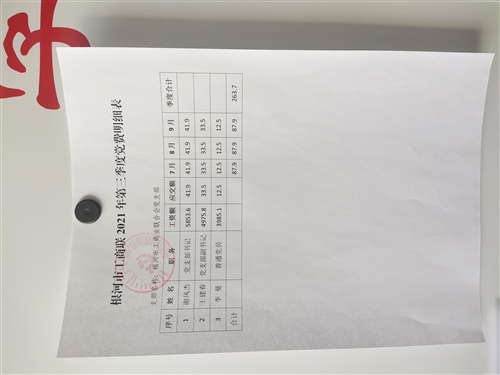 根河市工商联 2021 年第三季度党费明细表
支部名称：根河市工商业联合会党支部
序号 姓 名 职 务 工资额 应交额 7 月 8 月 9 月 季度合计
1 谢凤杰 党支部书记 5853.6 41.9 41.9 41.9 41.9
2 王建春 党支部副书记 4975.8 33.5 33.5 33.5 33.5
3 李 曼 普通党员 3985.1 12.5 12.5 12.5 12.5
合计 87.9 87.9 87.9 263.7